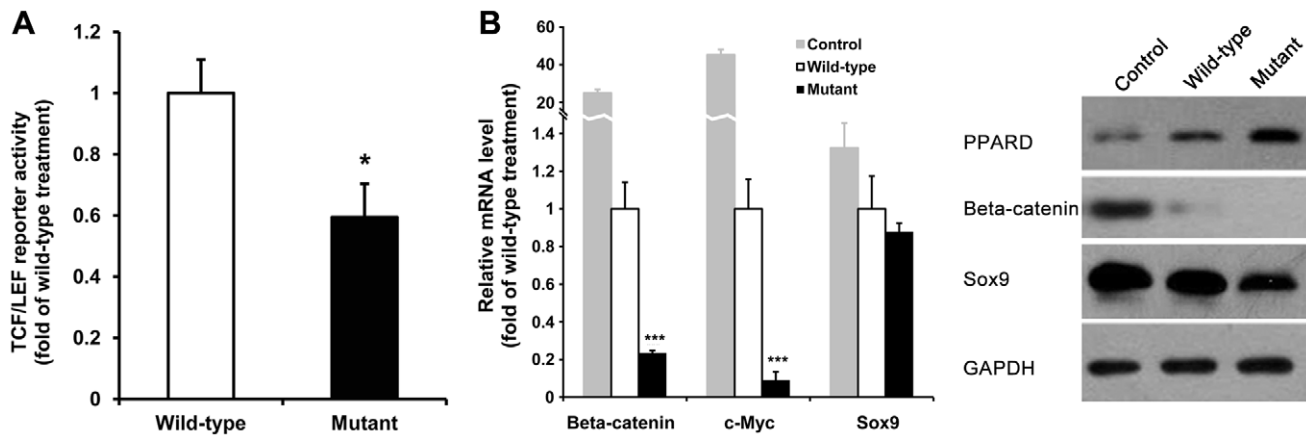 A
TCF/LEF reporter activity
(fold of wild-type treatment)
1.2
1
0.8
0.6
0.4
0.2
0
*
Wild-type
Mutant
B
Relative mRNA level
(fold of wild-type treatment)
60
40
20
1.4
1.2
1
0.8
0.6
0.4
0.2
0
Control
Wild-type
Mutant
***
***
Beta-catenin
c-Myc
Sox9
Control
Wild-type
Mutant
PPARD
Beta-catenin
Sox9
GAPDH